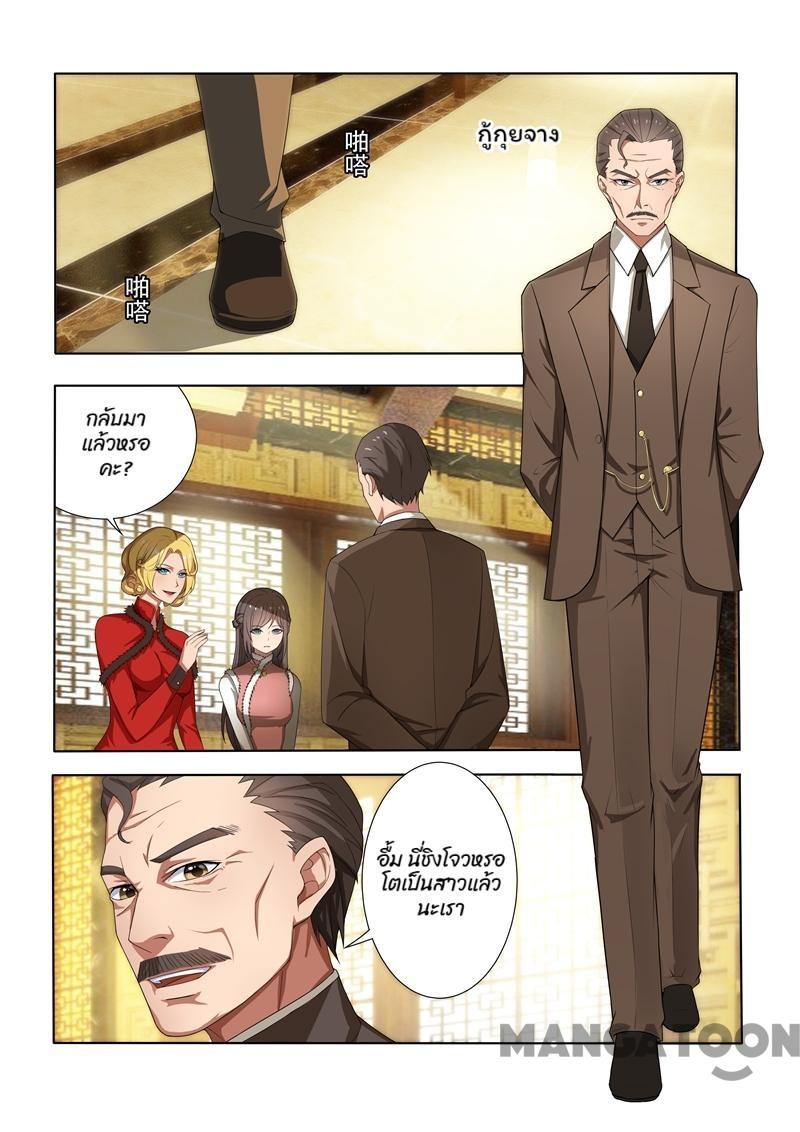 กู้กุยจาง
啪嗒
啪嗒
กลับมา
แล้วหรอ
คะ?
อื้ม นี่ชิงโจวหรอ
โตเป็นสาวแล้ว
นะเรา
MANGATOON